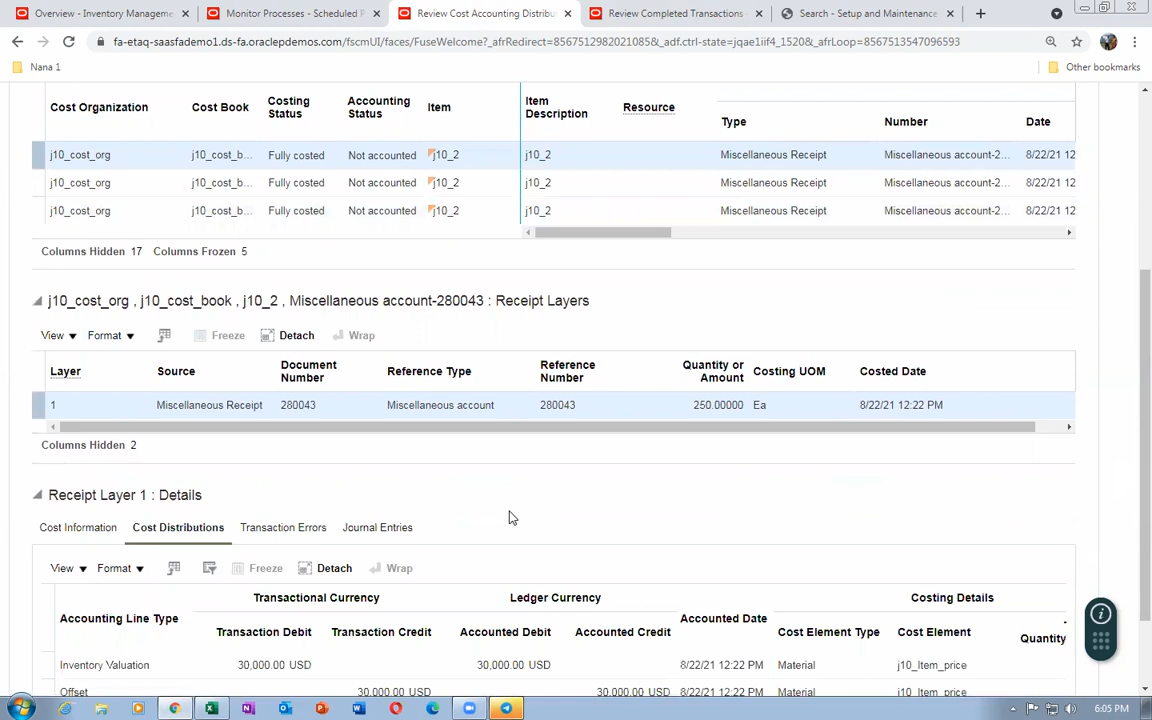 Overview - Inventory Manageme
Monitor Processes - Scheduled P
Review Cost Accounting Distribu
Review Completed Transactions -
Search - Setup and Maintenance
fa-etaq-saasfademo1.ds-fa.oraclepdemos.com/fscmUI/faces/FuseWelcome?_afrRedirect=8567512982021085&_adf.ctrl-state=jqae1iif4_1520&_afrLoop=8567513547096593
Nana 1
Other bookmarks
Cost Organization Cost Book Costing Status Accounting Status Item Item Description Resource Type Number Date
j10_cost_org j10_cost_b... Fully costed Not accounted j10_2 j10_2 Miscellaneous Receipt Miscellaneous account-2... 8/22/21 12
j10_cost_org j10_cost_b... Fully costed Not accounted j10_2 j10_2 Miscellaneous Receipt Miscellaneous account-2... 8/22/21 12
j10_cost_org j10_cost_b... Fully costed Not accounted j10_2 j10_2 Miscellaneous Receipt Miscellaneous account-2... 8/22/21 12
Columns Hidden 17 Columns Frozen 5
j10_cost_org , j10_cost_book , j10_2 , Miscellaneous account-280043 : Receipt Layers
View Format Freeze Detach Wrap
Layer Source Document Number Reference Type Reference Number Quantity or Amount Costing UOM Costed Date
1 Miscellaneous Receipt 280043 Miscellaneous account 280043 250.00000 Ea 8/22/21 12:22 PM
Columns Hidden 2
Receipt Layer 1 : Details
Cost Information Cost Distributions Transaction Errors Journal Entries
View Format Freeze Detach Wrap
Transactional Currency Ledger Currency Costing Details
Accounting Line Type Transaction Debit Transaction Credit Accounted Debit Accounted Credit Accounted Date Cost Element Type Cost Element Quantity
Inventory Valuation 30,000.00 USD 30,000.00 USD 8/22/21 12:22 PM Material j10_Item_price
Offset 30,000.00 USD 30,000.00 USD 8/22/21 12:22 PM Material j10_Item_price
6:05 PM